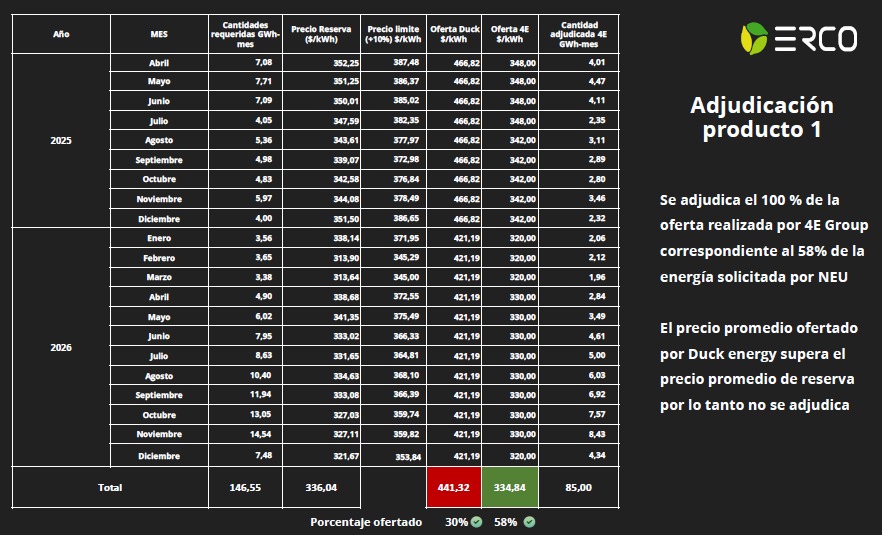 ERCO
Adjudicación
producto 1
Año MES Cantidades requeridas GWh-mes Precio Reserva ($/kWh) Precio limite (+10%) $/kWh Oferta Duck $/kWh Oferta 4E $/kWh Cantidad adjudicada 4E GWh-mes
2025
Abril 7,08 352,25 387,48 466,82 348,00 4,01
Mayo 7,71 351,25 386,37 466,82 348,00 4,47
Junio 7,09 350,01 385,02 466,82 348,00 4,11
Julio 4,05 347,59 382,35 466,82 348,00 2,35
Agosto 5,36 343,61 377,97 466,82 342,00 3,11
Septiembre 4,98 339,07 372,98 466,82 342,00 2,89
Octubre 4,83 342,58 376,84 466,82 342,00 2,80
Noviembre 5,97 344,08 378,49 466,82 342,00 3,46
Diciembre 4,00 351,50 386,65 466,82 342,00 2,32
2026
Enero 3,56 338,14 371,95 421,19 320,00 2,06
Febrero 3,65 313,90 345,29 421,19 320,00 2,12
Marzo 3,38 313,64 345,00 421,19 320,00 1,96
Abril 4,90 338,68 372,55 421,19 330,00 2,84
Mayo 6,02 341,35 375,49 421,19 330,00 3,49
Junio 7,95 333,02 366,33 421,19 330,00 4,61
Julio 8,63 331,65 364,81 421,19 330,00 5,00
Agosto 10,40 334,63 368,10 421,19 330,00 6,03
Septiembre 11,94 333,08 366,39 421,19 330,00 6,92
Octubre 13,05 327,03 359,74 421,19 330,00 7,57
Noviembre 14,54 327,11 359,82 421,19 330,00 8,43
Diciembre 7,48 321,67 353,84 421,19 320,00 4,34
Total 146,55 336,04 441,32 334,84 85,00
Porcentaje ofertado 30% 58%
Se adjudica el 100 % de la
oferta realizada por 4E Group
correspondiente al 58% de la
energía solicitada por NEU
El precio promedio ofertado
por Duck energy supera el
precio promedio de reserva
por lo tanto no se adjudica